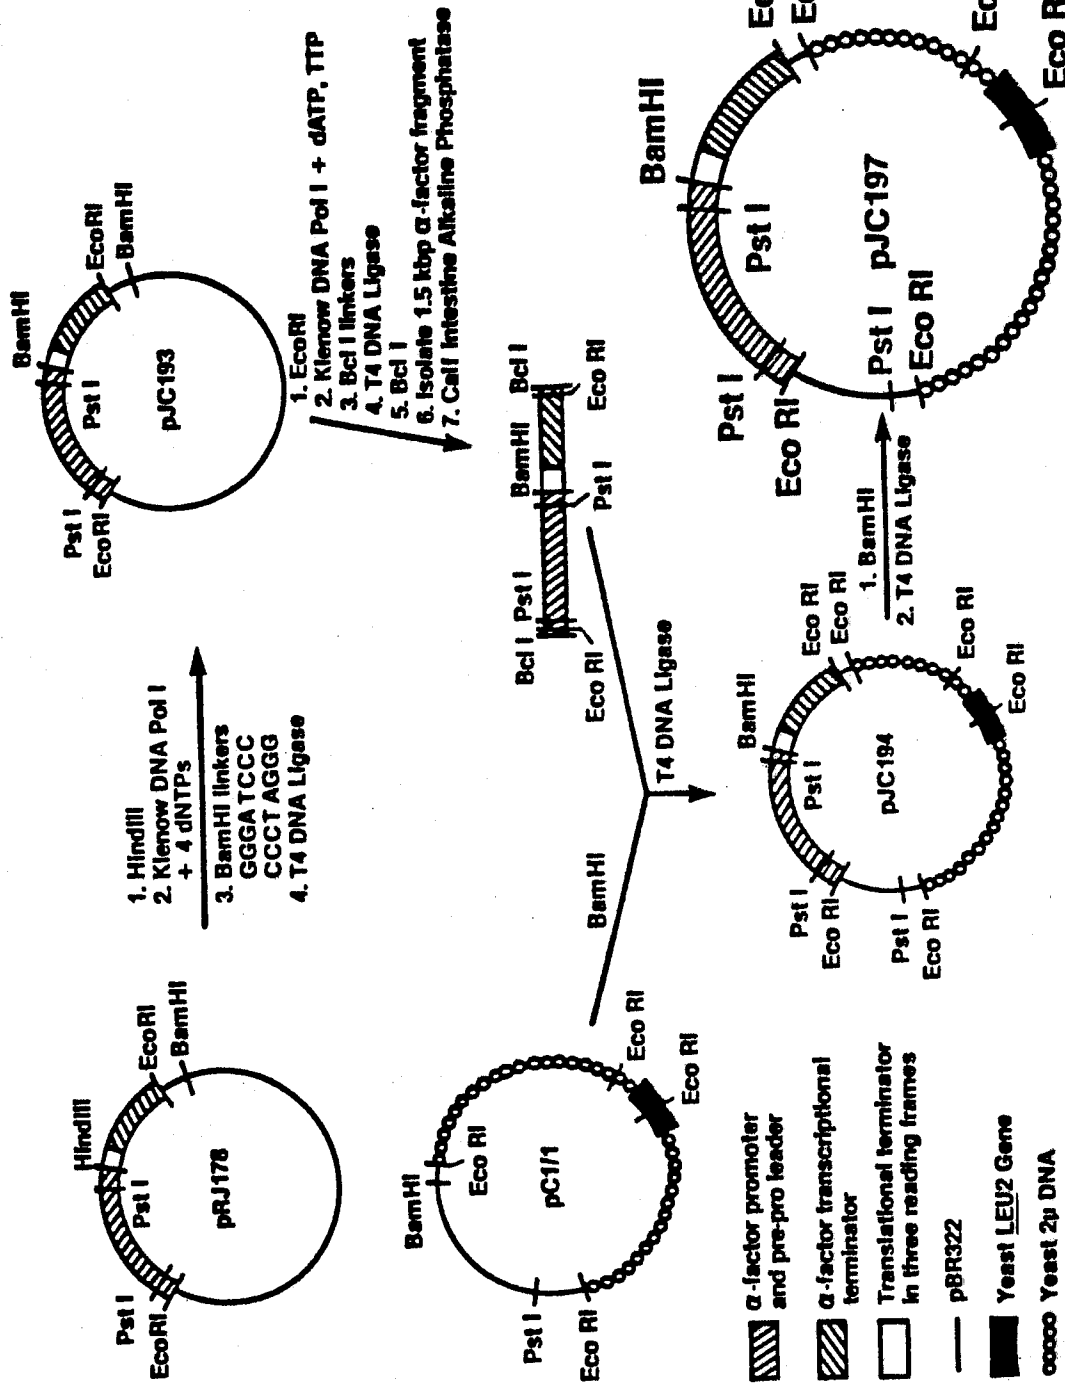 HindIII
Pst I
EcoRI
Pst I
EcoRI
BamHI
pRJ178
1. HindIII
2. Klenow DNA Pol I
+ 4 dNTPs
3. BamHI linkers
GGGATCCC
CCCTAGGG
4. T4 DNA Ligase
BamHI
Pst I
EcoRI
Pst I
EcoRI
BamHI
pJC193
1. EcoRI
2. Klenow DNA Pol I + dATP, TTP
3. Bcl I linkers
4. T4 DNA Ligase
5. Bcl I
6. Isolate 1.5 kbp α-factor fragment
7. Calf Intestine Alkaline Phosphatase
BamHI
Eco RI
Pst I
Eco RI
Eco RI
Eco RI
pC1/1
BamHI
Bcl I
Pst I
BamHI
Bcl I
Eco RI
Pst I
Eco RI
T4 DNA Ligase
BamHI
Pst I
Eco RI
Pst I
Eco RI
Eco RI
Pst I
Eco RI
Eco RI
Eco RI
pJC194
1. BamHI
2. T4 DNA Ligase
BamHI
Pst I
Eco RI
Pst I
Pst I
Eco RI
Eco RI
pJC197
α-factor promoter
and pre-pro leader
α-factor transcriptional
terminator
Translational terminator
in three reading frames
pBR322
Yeast LEU2 Gene
Yeast 2μ DNA